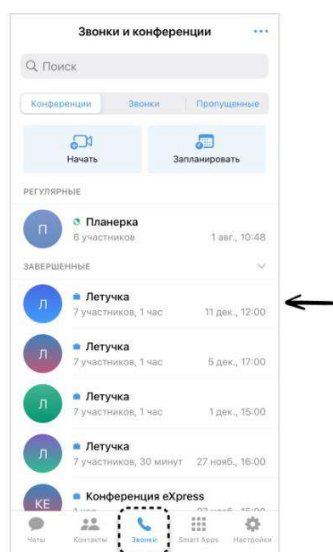 Звонки и конференции
Поиск
Конференции Звонки Пропущенные
Начать Запланировать
РЕГУЛЯРНЫЕ
П Планерка
6 участников 1 авг., 10:48
ЗАВЕРШЕННЫЕ
Л Летучка
7 участников, 1 час 11 дек., 12:00
Л Летучка
7 участников, 1 час 5 дек., 17:00
Л Летучка
7 участников, 1 час 1 дек., 15:00
Л Летучка
7 участников, 30 минут 27 нояб., 16:00
КЕ Конференция eXpress
Чаты Контакты Звонки Smart Apps Настройки